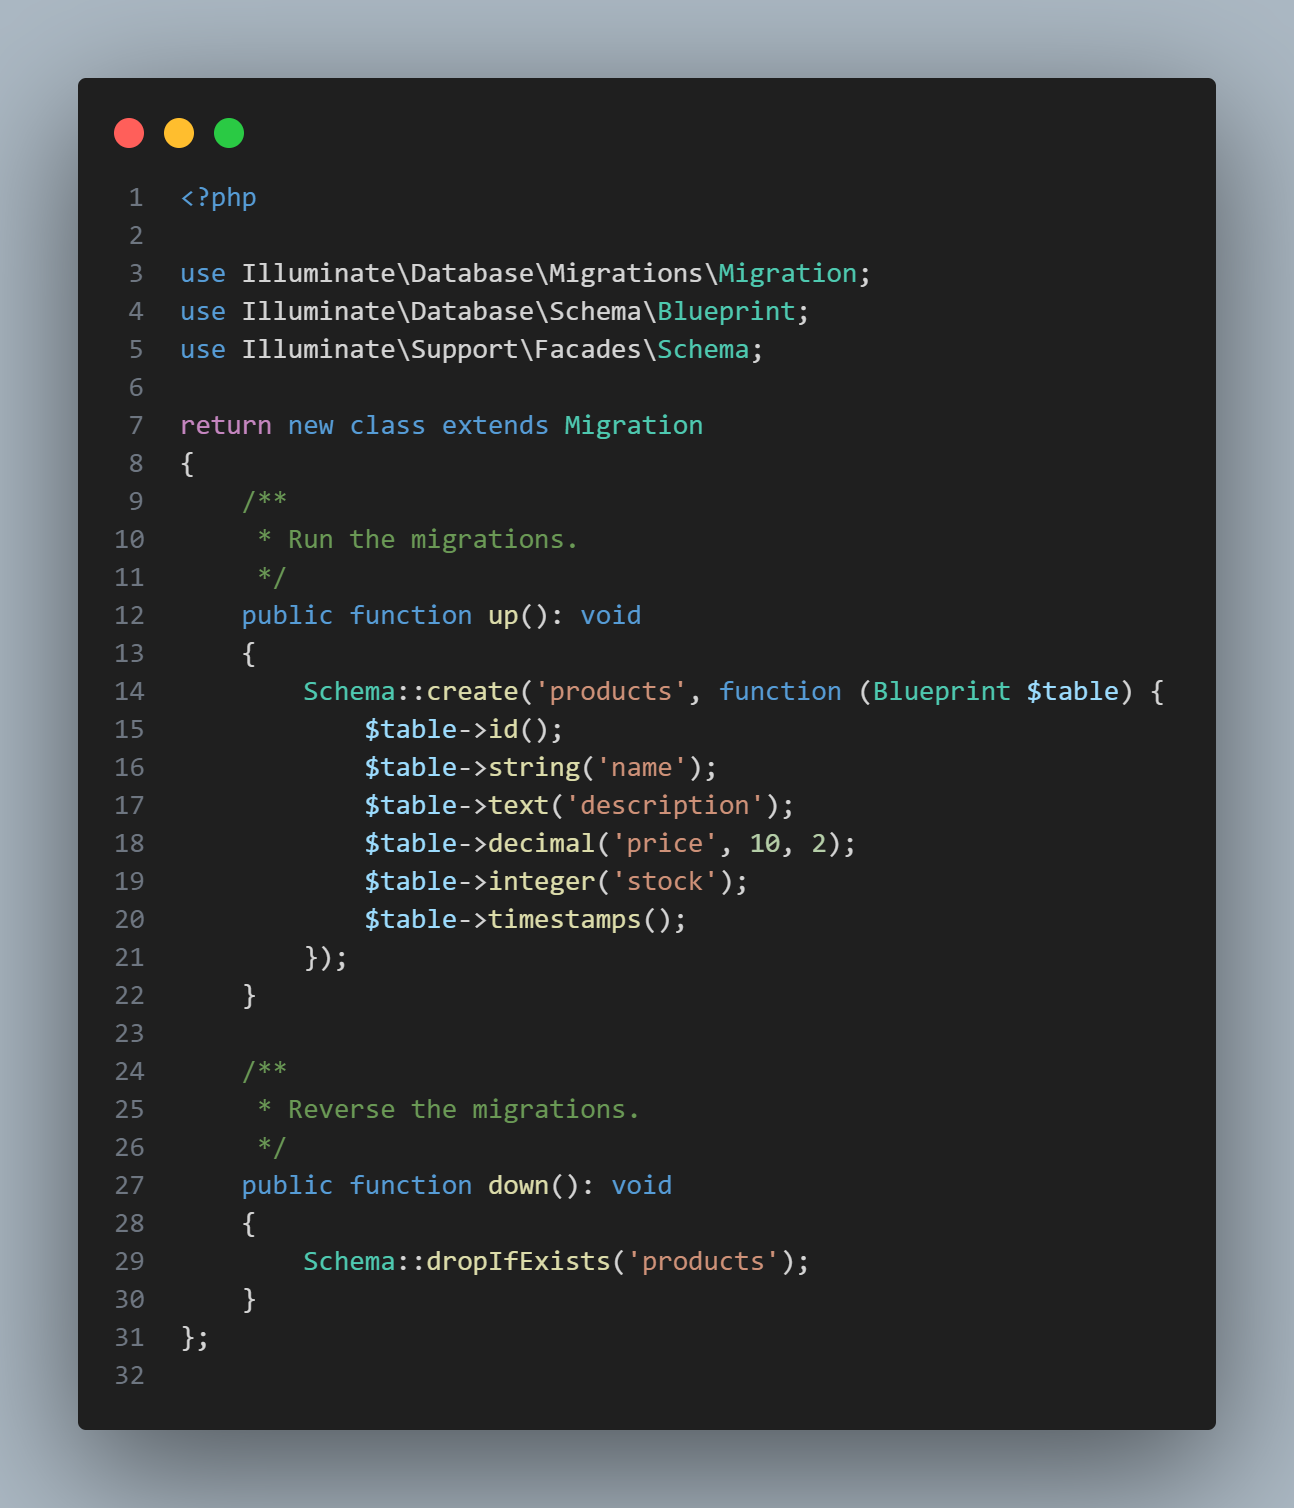 1 <?php
2
3 use Illuminate\Database\Migrations\Migration;
4 use Illuminate\Database\Schema\Blueprint;
5 use Illuminate\Support\Facades\Schema;
6
7 return new class extends Migration
8 {
9     /**
10      * Run the migrations.
11      */
12     public function up(): void
13     {
14         Schema::create('products', function (Blueprint $table) {
15             $table->id();
16             $table->string('name');
17             $table->text('description');
18             $table->decimal('price', 10, 2);
19             $table->integer('stock');
20             $table->timestamps();
21         });
22     }
23
24     /**
25      * Reverse the migrations.
26      */
27     public function down(): void
28     {
29         Schema::dropIfExists('products');
30     }
31 };
32